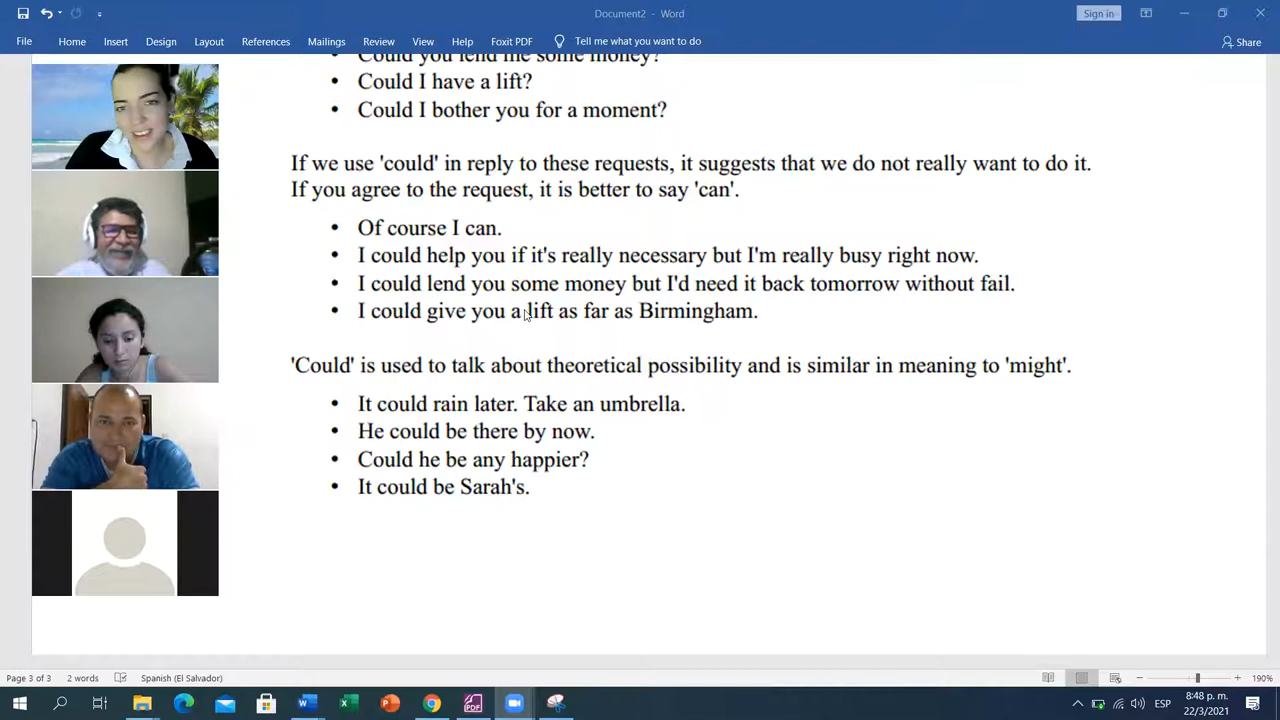 Document2 - Word
Sign in
File Home Insert Design Layout References Mailings Review View Help Foxit PDF Tell me what you want to do Share
• Could you lend me some money?
• Could I have a lift?
• Could I bother you for a moment?
If we use 'could' in reply to these requests, it suggests that we do not really want to do it.
If you agree to the request, it is better to say 'can'.
• Of course I can.
• I could help you if it's really necessary but I'm really busy right now.
• I could lend you some money but I'd need it back tomorrow without fail.
• I could give you a lift as far as Birmingham.
'Could' is used to talk about theoretical possibility and is similar in meaning to 'might'.
• It could rain later. Take an umbrella.
• He could be there by now.
• Could he be any happier?
• It could be Sarah's.
Page 3 of 3 2 words Spanish (El Salvador) 190%
ESP
8:48 p. m.
22/3/2021